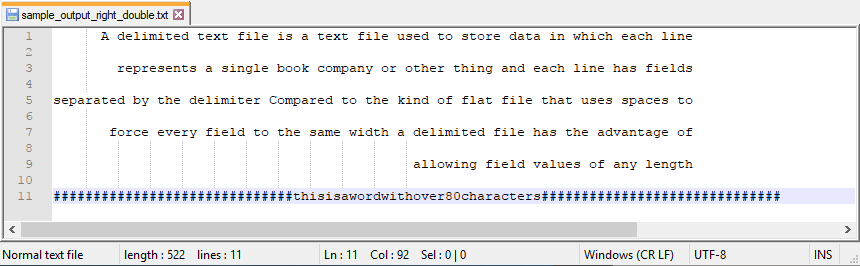 sample_output_right_double.txt
1 A delimited text file is a text file used to store data in which each line
2
3 represents a single book company or other thing and each line has fields
4
5 separated by the delimiter Compared to the kind of flat file that uses spaces to
6
7 force every field to the same width a delimited file has the advantage of
8
9 allowing field values of any length
10
11 ##############################thisisawordwithover80characters##############################
Normal text file length : 522 lines : 11 Ln : 11 Col : 92 Sel : 0 | 0 Windows (CR LF) UTF-8 INS